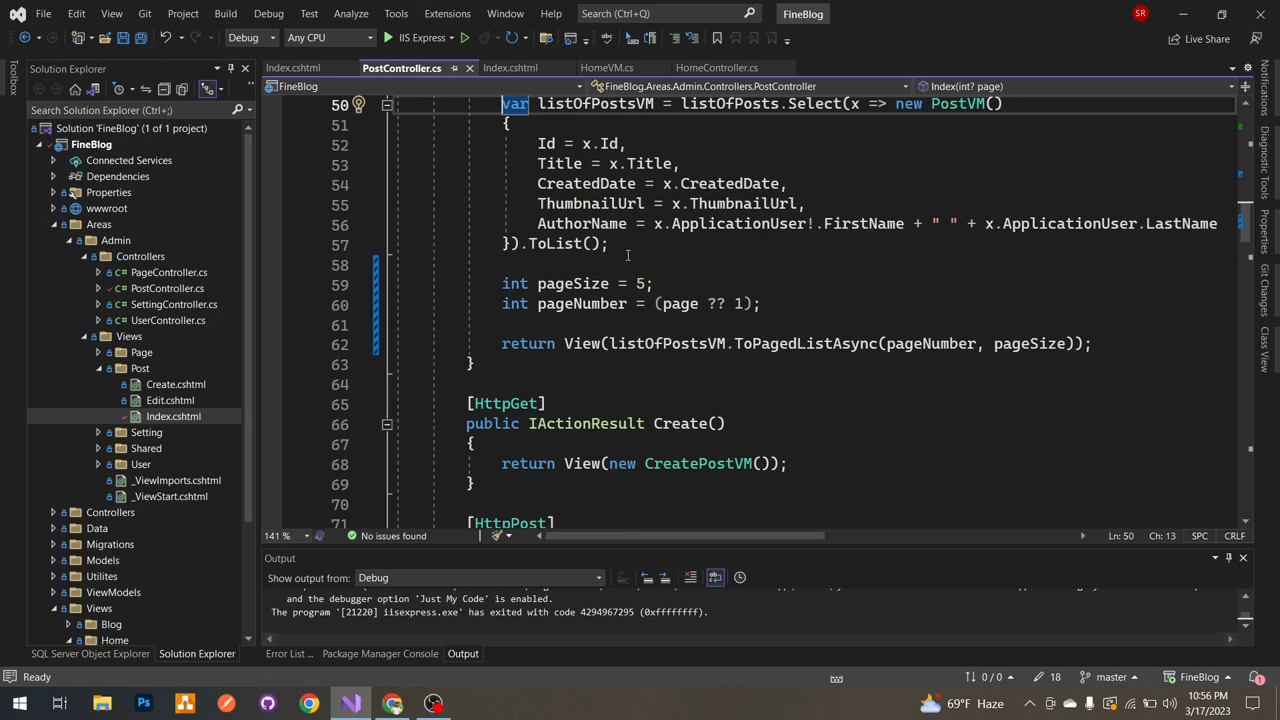 File Edit View Git Project Build Debug Test Analyze Tools Extensions Window Help Search (Ctrl+Q) FineBlog SR
Debug Any CPU IIS Express Live Share
Toolbox
Solution Explorer
Search Solution Explorer (Ctrl+;)
Solution 'FineBlog' (1 of 1 project)
FineBlog
Connected Services
Dependencies
Properties
wwwroot
Areas
Admin
Controllers
C# PageController.cs
C# PostController.cs
C# SettingController.cs
C# UserController.cs
Views
Page
Post
Create.cshtml
Edit.cshtml
Index.cshtml
Setting
Shared
User
_ViewImports.cshtml
_ViewStart.cshtml
Controllers
Data
Migrations
Models
Utilites
ViewModels
Views
Blog
Home
SQL Server Object Explorer Solution Explorer
Index.cshtml PostController.cs Index.cshtml HomeVM.cs HomeController.cs
FineBlog FineBlog.Areas.Admin.Controllers.PostController Index(int? page)
50 var listOfPostsVM = listOfPosts.Select(x => new PostVM()
51 {
52 Id = x.Id,
53 Title = x.Title,
54 CreatedDate = x.CreatedDate,
55 ThumbnailUrl = x.ThumbnailUrl,
56 AuthorName = x.ApplicationUser!.FirstName + " " + x.ApplicationUser.LastName
57 }).ToList();
58
59 int pageSize = 5;
60 int pageNumber = (page ?? 1);
61
62 return View(listOfPostsVM.ToPagedListAsync(pageNumber, pageSize));
63 }
64
65 [HttpGet]
66 public IActionResult Create()
67 {
68 return View(new CreatePostVM());
69 }
70
71 [HttpPost]
141 % No issues found Ln: 50 Ch: 13 SPC CRLF
Output
Show output from: Debug
and the debugger option 'Just My Code' is enabled.
The program '[21220] iisexpress.exe' has exited with code 4294967295 (0xffffffff).
Error List ... Package Manager Console Output
Notifications
Git Changes
Class View
Ready 0 / 0 18 master FineBlog 1
Ps 69°F Haze 10:56 PM
3/17/2023